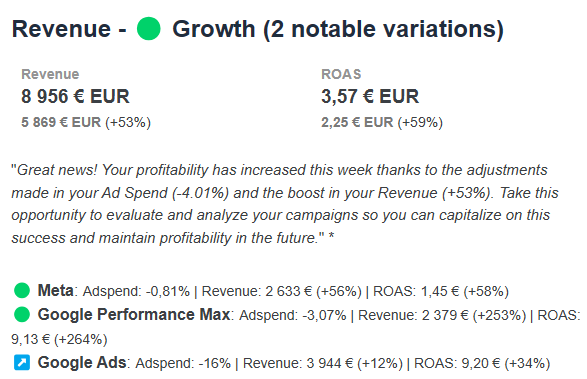 Revenue - Growth (2 notable variations)
Revenue
ROAS
8 956 € EUR
3,57 € EUR
5 869 € EUR (+53%)
2,25 € EUR (+59%)
"Great news! Your profitability has increased this week thanks to the adjustments
made in your Ad Spend (-4.01%) and the boost in your Revenue (+53%). Take this
opportunity to evaluate and analyze your campaigns so you can capitalize on this
success and maintain profitability in the future." *
Meta: Adspend: -0,81% | Revenue: 2 633 € (+56%) | ROAS: 1,45 € (+58%)
Google Performance Max: Adspend: -3,07% | Revenue: 2 379 € (+253%) | ROAS:
9,13 € (+264%)
Google Ads: Adspend: -16% | Revenue: 3 944 € (+12%) | ROAS: 9,20 € (+34%)